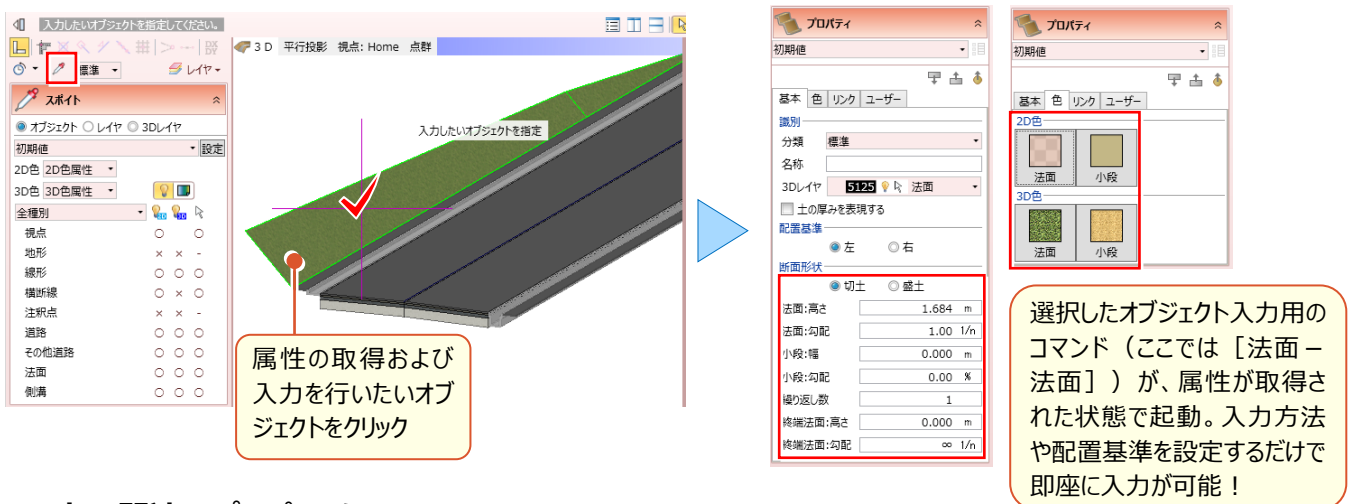 入力したいオブジェクトを指定してください。
標準
レイヤ
スポイト
オブジェクト レイヤ 3Dレイヤ
初期値 設定
2D色 2D色属性
3D色 3D色属性
全種別
視点 ○ ○
地形 × × -
線形 ○ ○ ○
横断線 ○ × ○
注釈点 × × -
道路 ○ ○ ○
その他道路 ○ ○ ○
法面 ○ ○ ○
側溝 ○ ○ ○
3D 平行投影 視点: Home 点群
入力したいオブジェクトを指定
属性の取得および
入力を行いたいオブ
ジェクトをクリック
プロパティ
初期値
基本 色 リンク ユーザー
識別
分類 標準
名称
3Dレイヤ 5125 法面
土の厚みを表現する
配置基準
左 右
断面形状
切土 盛土
法面:高さ 1.684 m
法面:勾配 1.00 1/n
小段:幅 0.000 m
小段:勾配 0.00 %
繰り返し数 1
終端法面:高さ 0.000 m
終端法面:勾配 ∞ 1/n
プロパティ
初期値
基本 色 リンク ユーザー
2D色
法面 小段
3D色
法面 小段
選択したオブジェクト入力用の
コマンド（ここでは［法面－
法面］）が、属性が取得さ
れた状態で起動。入力方法
や配置基準を設定するだけで
即座に入力が可能！